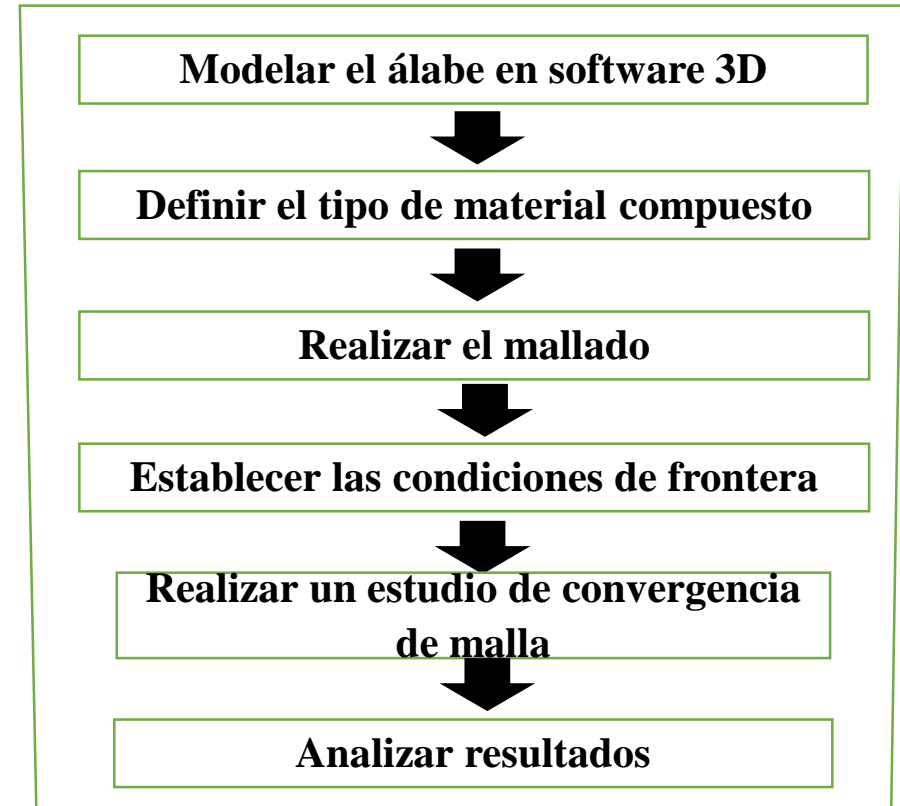 Modelar el álabe en software 3D
Definir el tipo de material compuesto
Realizar el mallado
Establecer las condiciones de frontera
Realizar un estudio de convergencia
de malla
Analizar resultados